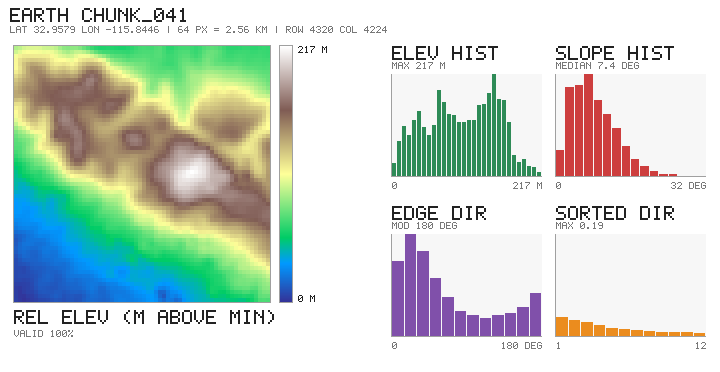 EARTH CHUNK_041
LAT 32.9579 LON -115.8446 | 64 PX = 2.56 KM | ROW 4320 COL 4224
217 M
0 M
REL ELEV (M ABOVE MIN)
VALID 100%
ELEV HIST
MAX 217 M
0 217 M
SLOPE HIST
MEDIAN 7.4 DEG
0 32 DEG
EDGE DIR
MOD 180 DEG
0 180 DEG
SORTED DIR
MAX 0.19
1 12